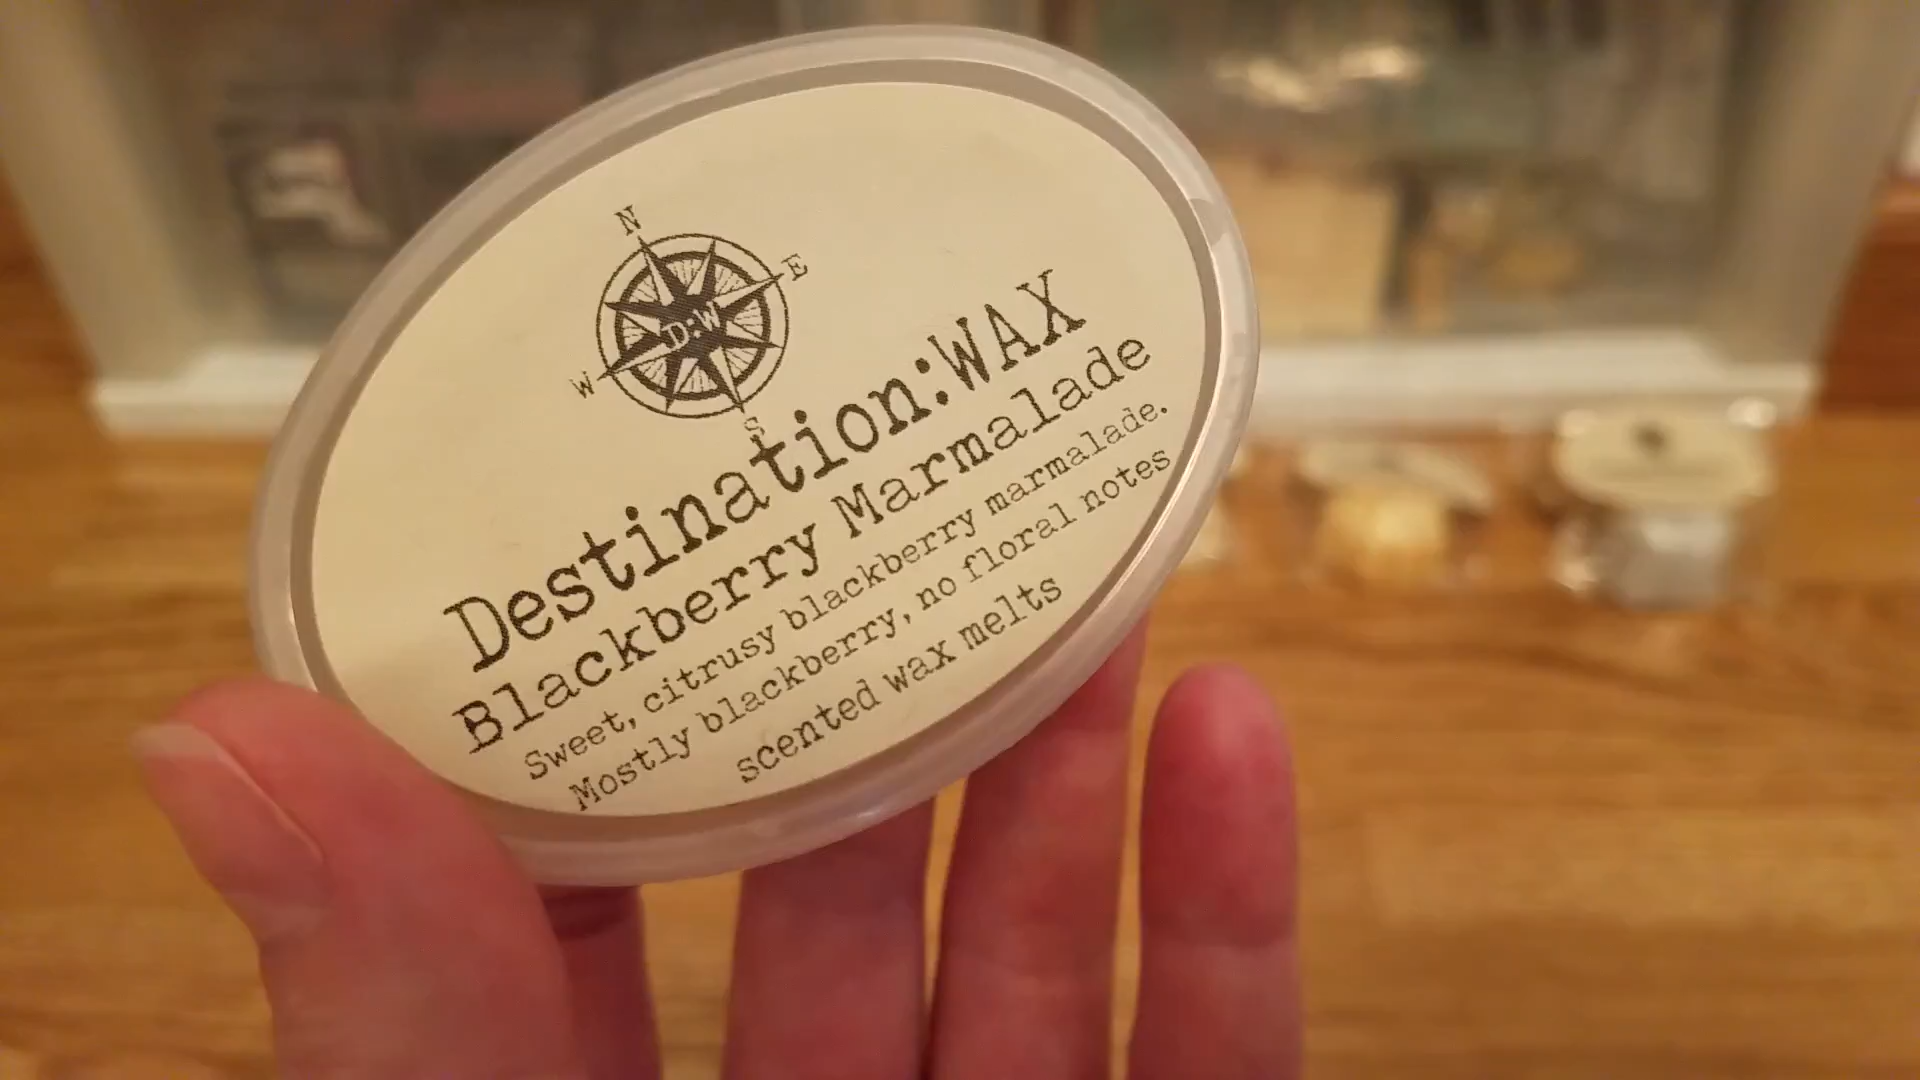 N
E
D:W
W
S
Destination:WAX
Blackberry Marmalade
Sweet, citrusy blackberry marmalade.
Mostly blackberry, no floral notes
scented wax melts